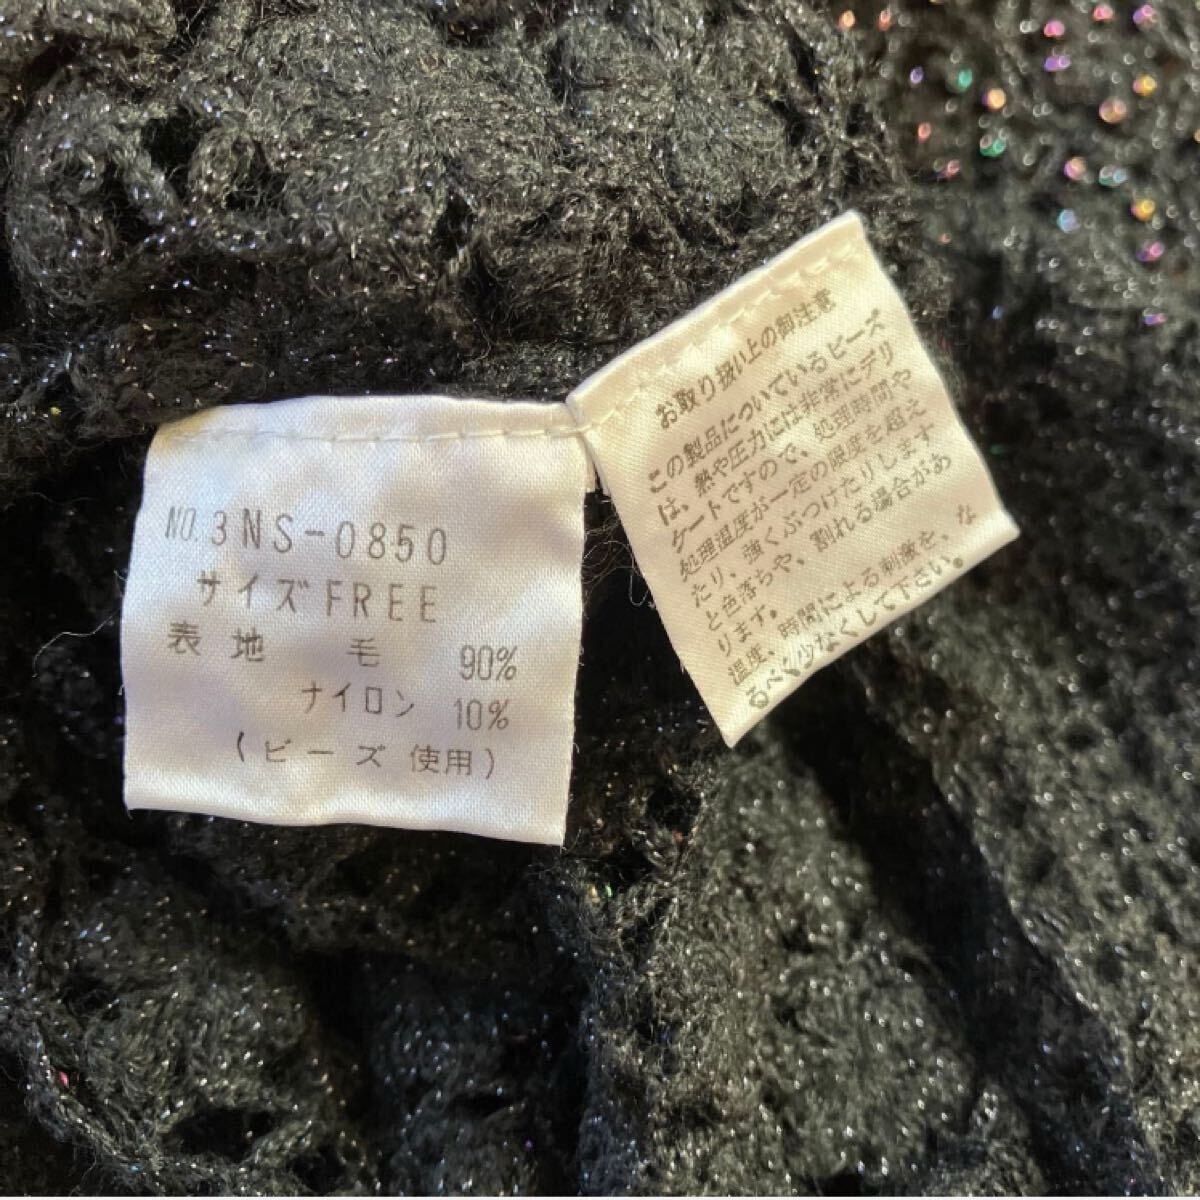 NO.3NS-0850
サイズFREE
表地 毛 90%
ナイロン 10%
(ビーズ 使用)
お取り扱い上の御注意
この製品についているビーズ
は、熱や圧力には非常にデリ
ケートですので、処理時間や
処理温度が一定の限度を超え
たり、強くぶつけたりします
と色落ちや、割れる場合があ
ります。
温度、時間による刺激を、な
るべく少なくして下さい。